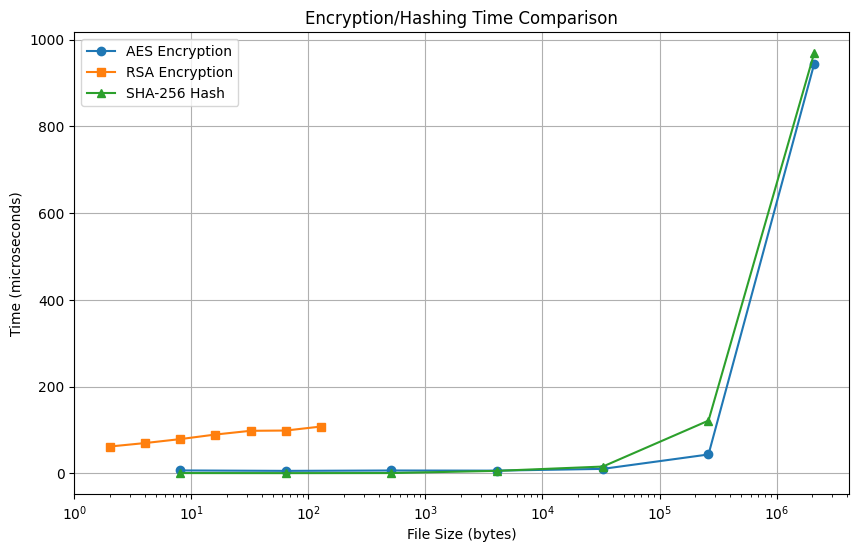 Encryption/Hashing Time Comparison
AES Encryption
RSA Encryption
SHA-256 Hash
Time (microseconds)
1000
800
600
400
200
0
10⁰ 10¹ 10² 10³ 10⁴ 10⁵ 10⁶
File Size (bytes)